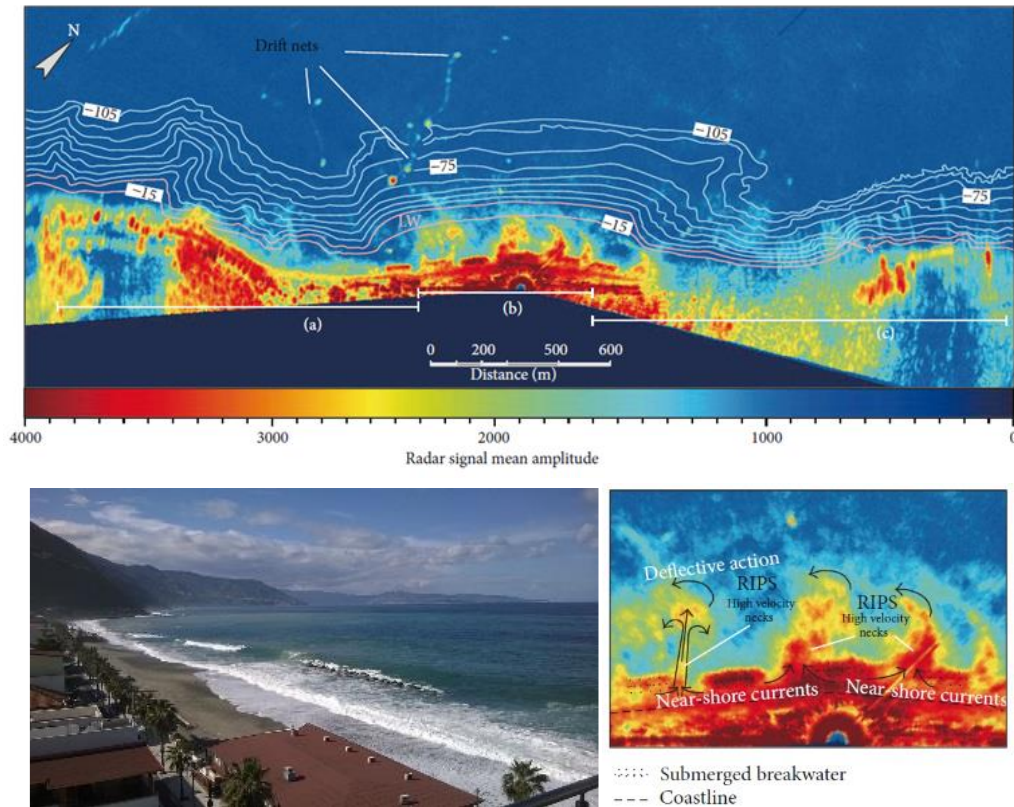 N
Drift nets
−105
−105
−75
−75
−15
−15
LW
(a)
(b)
(c)
0 200 400 600
Distance (m)
4000 3000 2000 1000 0
Radar signal mean amplitude
Deflective action
RIPS
High velocity
necks
RIPS
High velocity
necks
Near-shore currents
Near-shore currents
Submerged breakwater
Coastline